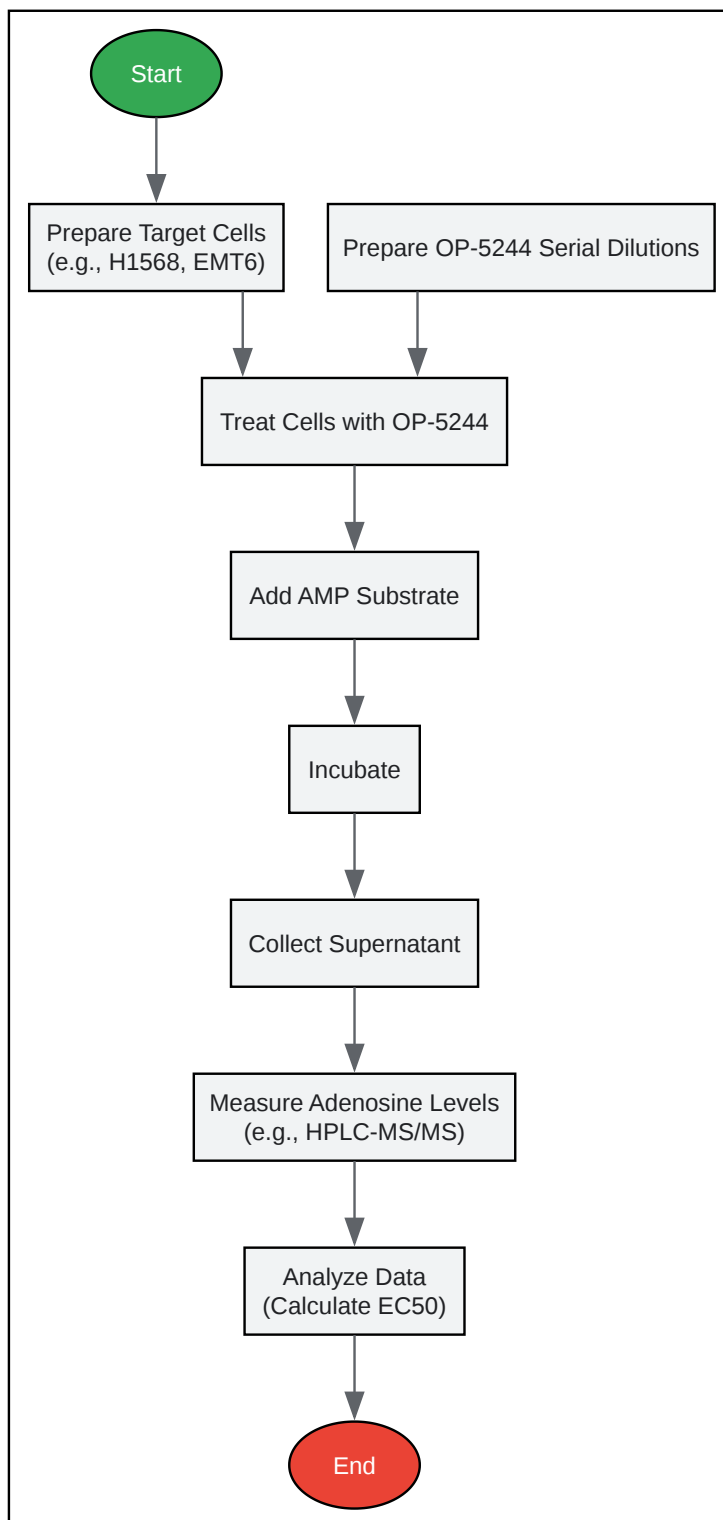 Start
Prepare Target Cells
(e.g., H1568, EMT6)
Prepare OP-5244 Serial Dilutions
Treat Cells with OP-5244
Add AMP Substrate
Incubate
Collect Supernatant
Measure Adenosine Levels
(e.g., HPLC-MS/MS)
Analyze Data
(Calculate EC50)
End